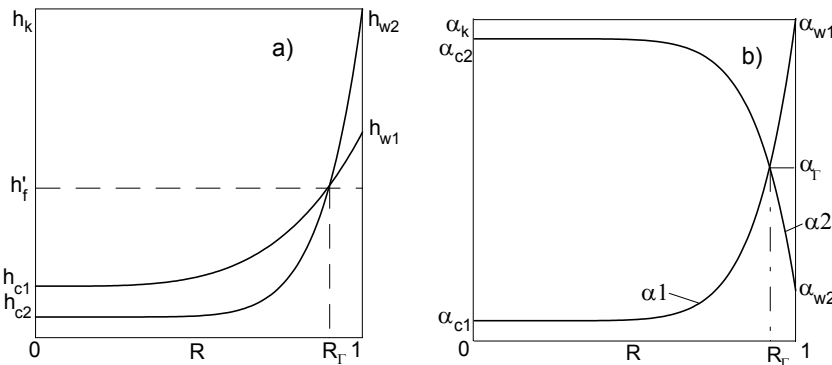 h_k
a)
h_w2
h_w1
h'_f
h_c1
h_c2
0
R
R_Γ
1
α_k
b)
α_w1
α_c2
α_Γ
α2
α1
α_w2
α_c1
0
R
R_Γ
1